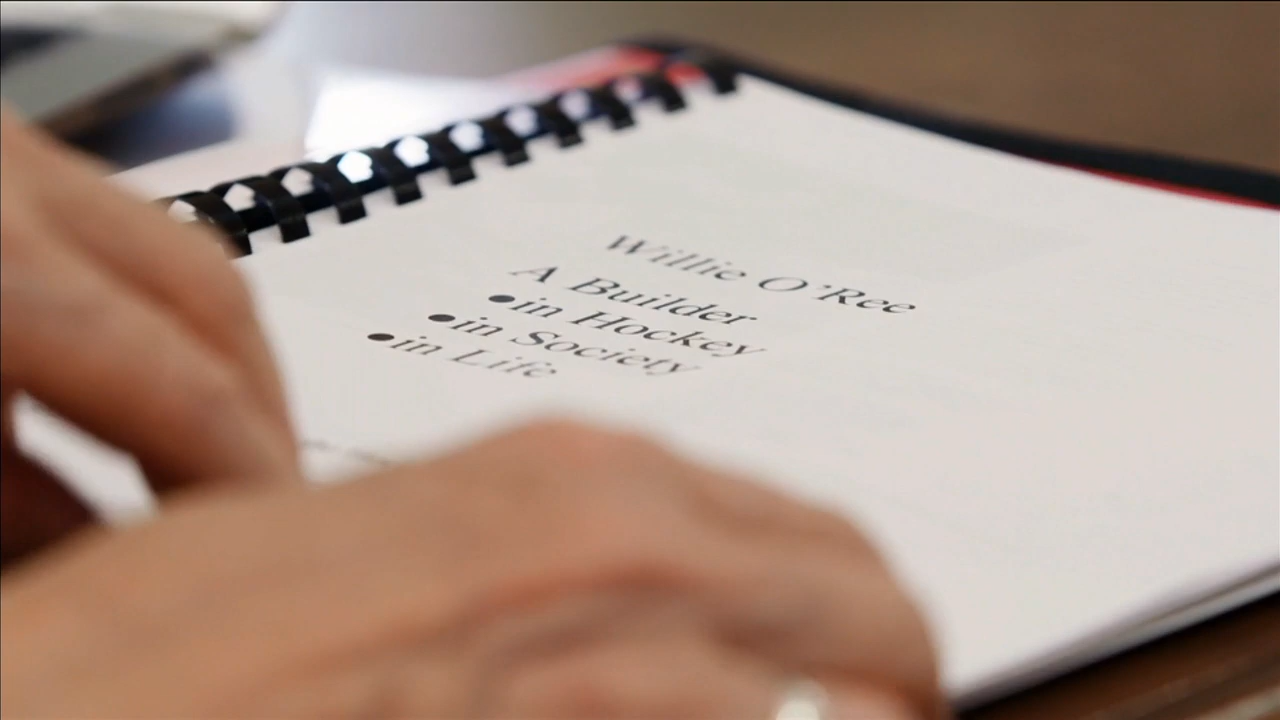 Willie O'Ree
A Builder
●in Hockey
●in Society
●in Life